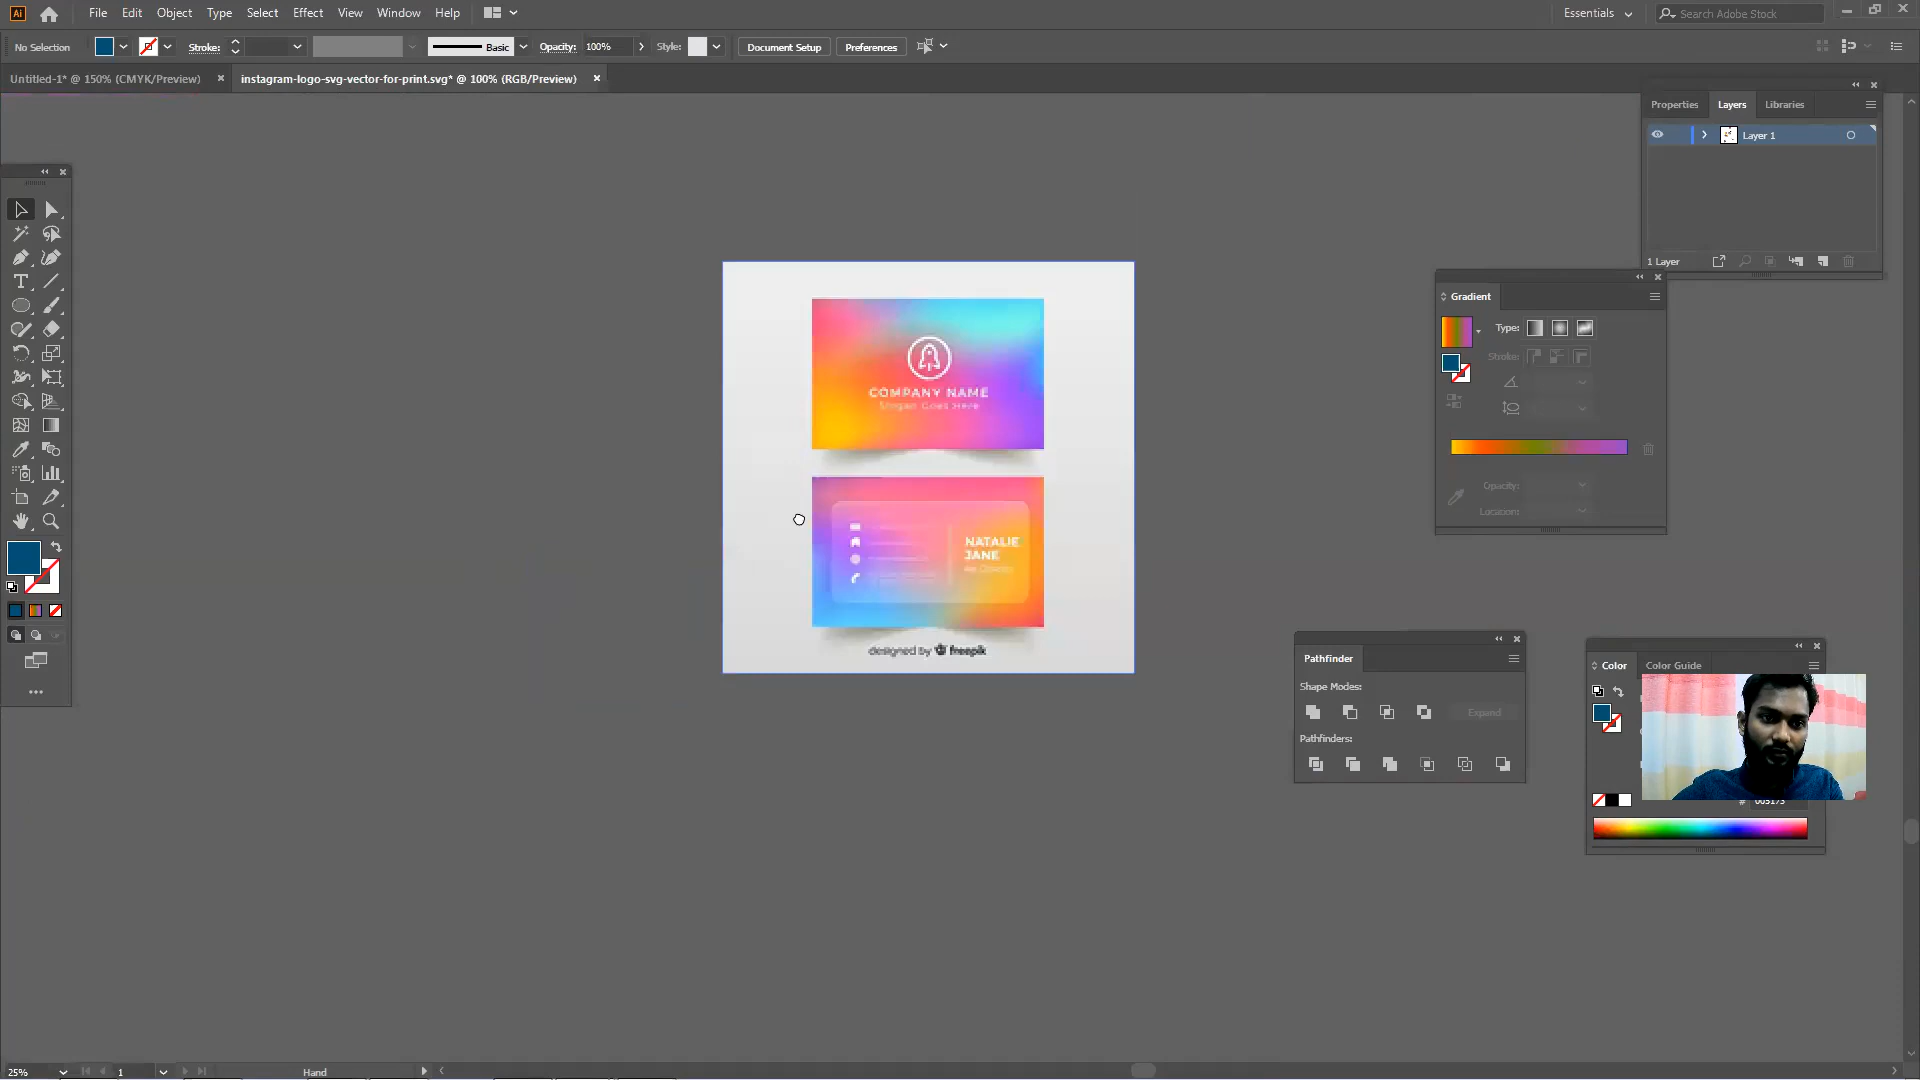 Ai File Edit Object Type Select Effect View Window Help
Essentials
Search Adobe Stock
No Selection
Stroke:
Basic
Opacity: 100%
Style:
Document Setup
Preferences
Untitled-1* @ 150% (CMYK/Preview)
instagram-logo-svg-vector-for-print.svg* @ 100% (RGB/Preview)
Properties Layers Libraries
Layer 1
1 Layer
Gradient
Type:
Stroke:
Opacity:
Location:
COMPANY NAME
Slogan Goes Here
NATALIE
JANE
designed by freepik
Pathfinder
Shape Modes:
Expand
Pathfinders:
Color Color Guide
#
25%
1
Hand